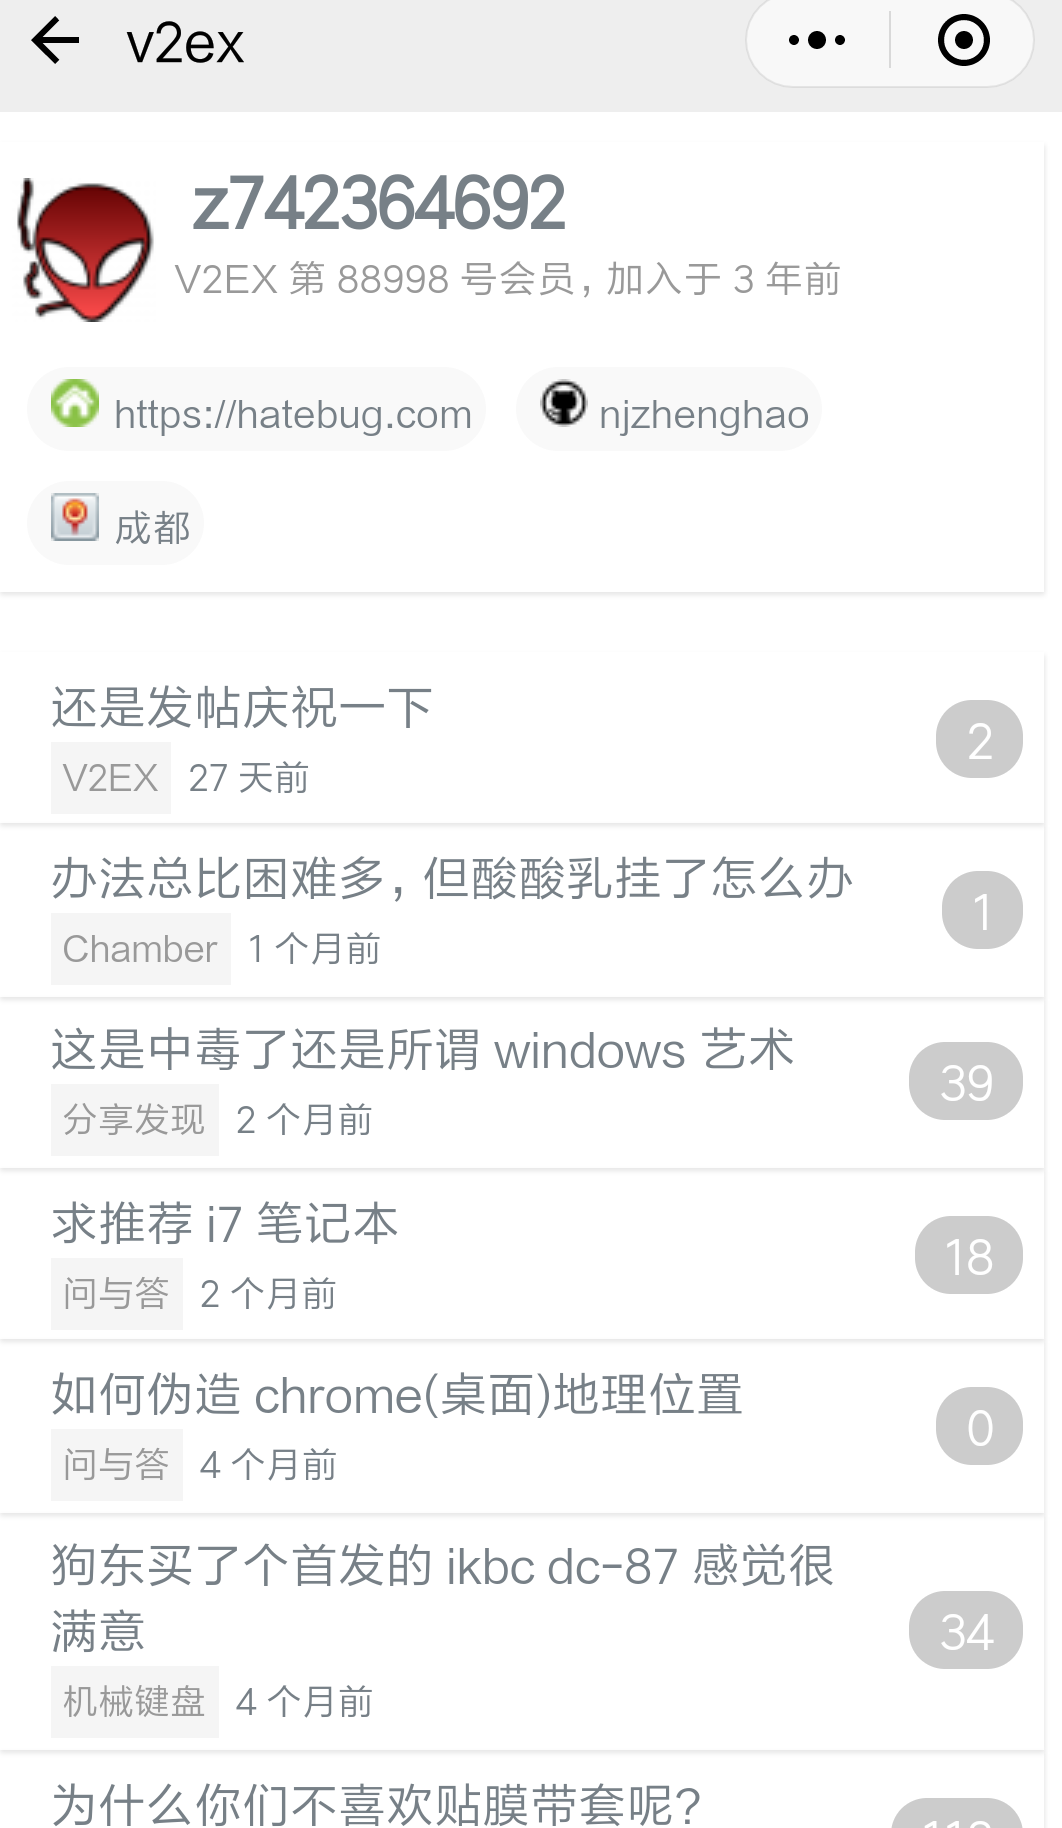 v2ex
z742364692
V2EX 第 88998 号会员, 加入于 3 年前
https://hatebug.com
njzhenghao
成都
还是发帖庆祝一下
2
V2EX 27 天前
办法总比困难多, 但酸酸乳挂了怎么办
1
Chamber 1 个月前
这是中毒了还是所谓 windows 艺术
39
分享发现 2 个月前
求推荐 i7 笔记本
18
问与答 2 个月前
如何伪造 chrome(桌面)地理位置
0
问与答 4 个月前
狗东买了个首发的 ikbc dc-87 感觉很
满意
34
机械键盘 4 个月前
为什么你们不喜欢贴膜带套呢?